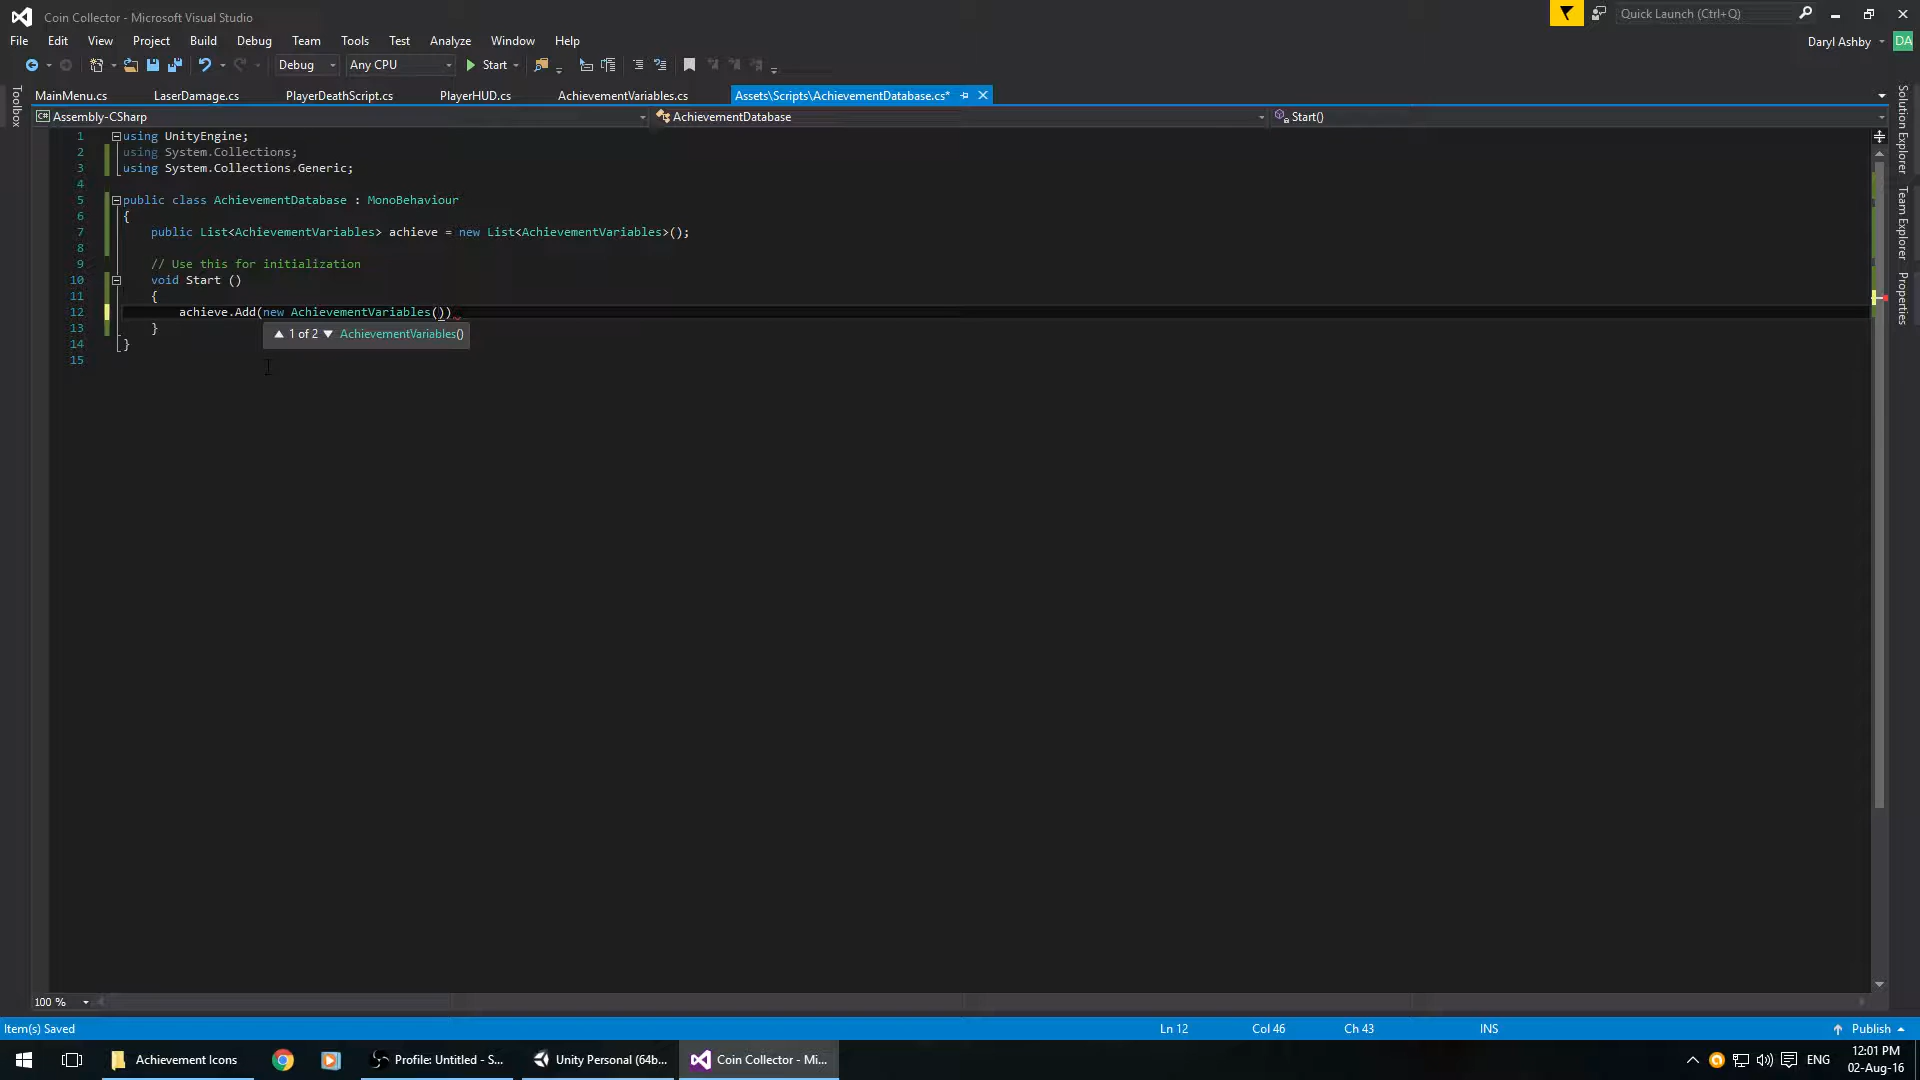 Coin Collector - Microsoft Visual Studio
Quick Launch (Ctrl+Q)
File Edit View Project Build Debug Team Tools Test Analyze Window Help
Daryl Ashby DA
Debug Any CPU Start
MainMenu.cs LaserDamage.cs PlayerDeathScript.cs PlayerHUD.cs AchievementVariables.cs Assets\Scripts\AchievementDatabase.cs*
Assembly-CSharp AchievementDatabase Start()
Toolbox
Solution Explorer
Team Explorer
Properties
1 using UnityEngine;
2 using System.Collections;
3 using System.Collections.Generic;
4
5 public class AchievementDatabase : MonoBehaviour
6 {
7 public List<AchievementVariables> achieve = new List<AchievementVariables>();
8
9 // Use this for initialization
10 void Start ()
11 {
12 achieve.Add(new AchievementVariables())
13 }
1 of 2 AchievementVariables()
14 }
15
100 %
Item(s) Saved Ln 12 Col 46 Ch 43 INS Publish
Achievement Icons Profile: Untitled - S... Unity Personal (64b... Coin Collector - Mi... ENG
12:01 PM
02-Aug-16